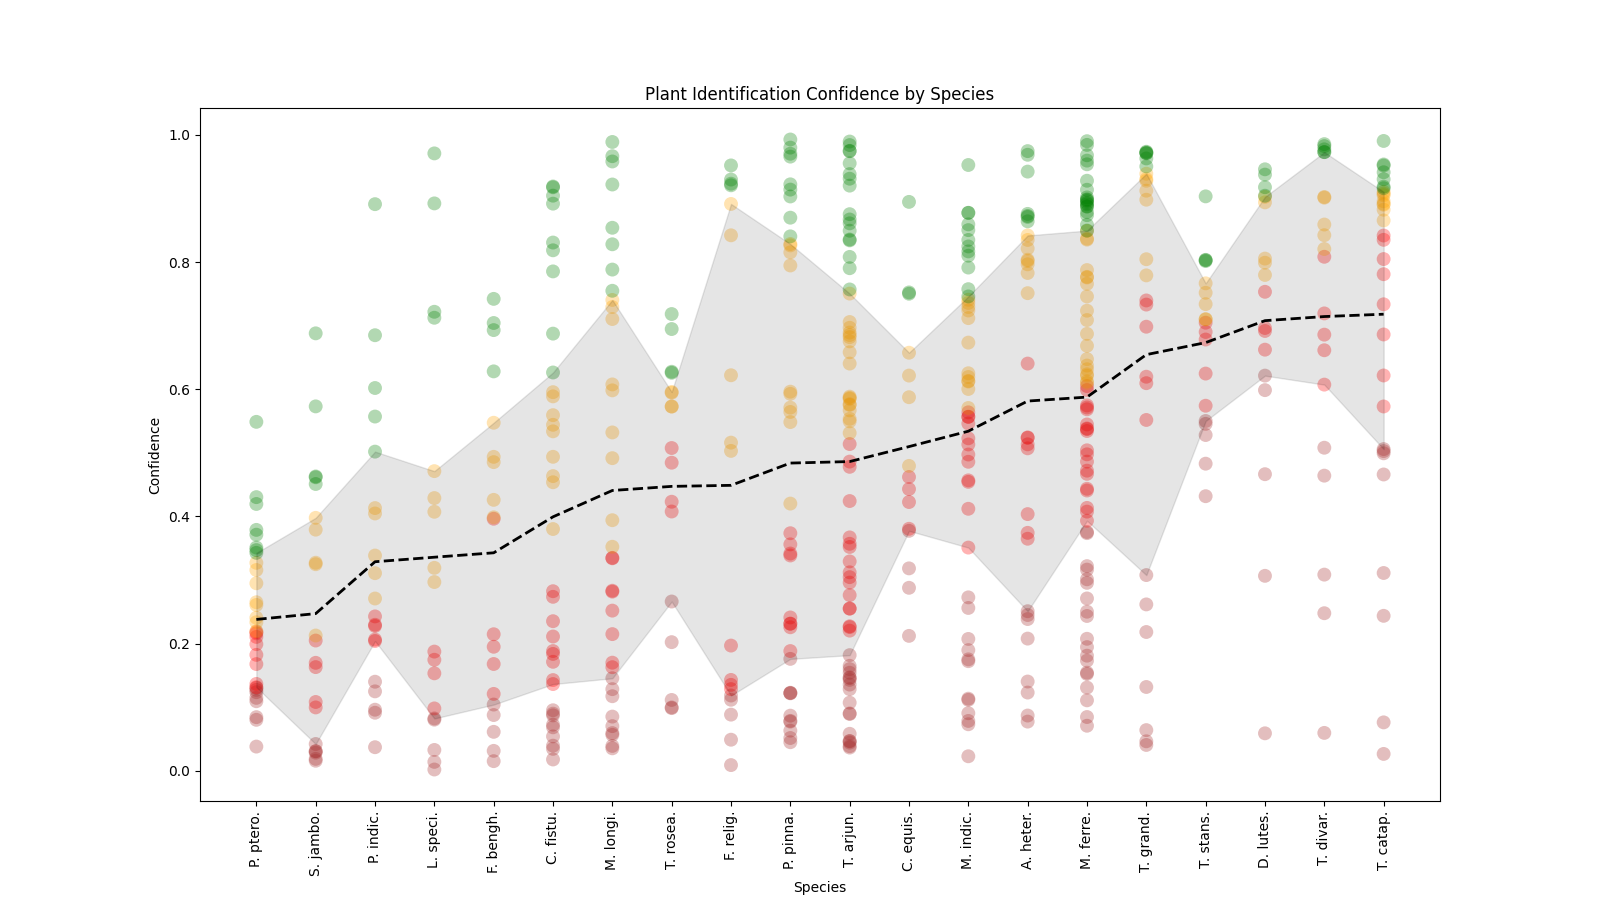 Plant Identification Confidence by Species
Confidence
1.0
0.8
0.6
0.4
0.2
0.0
P. ptero.
S. jambo.
P. indic.
L. speci.
F. bengh.
C. fistu.
M. longi.
T. rosea.
F. relig.
P. pinna.
T. arjun.
C. equis.
M. indic.
A. heter.
M. ferre.
T. grand.
T. stans.
D. lutes.
T. divar.
T. catap.
Species